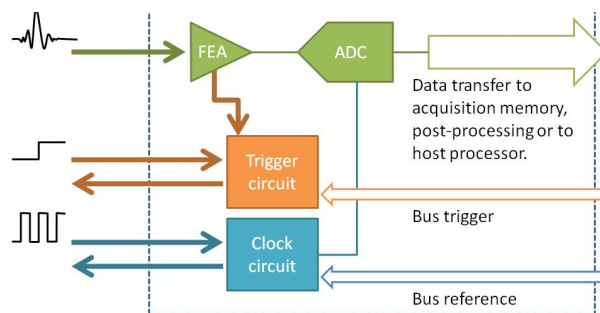 FEA
ADC
Data transfer to
acquisition memory,
post-processing or to
host processor.
Trigger
circuit
Bus trigger
Clock
circuit
Bus reference